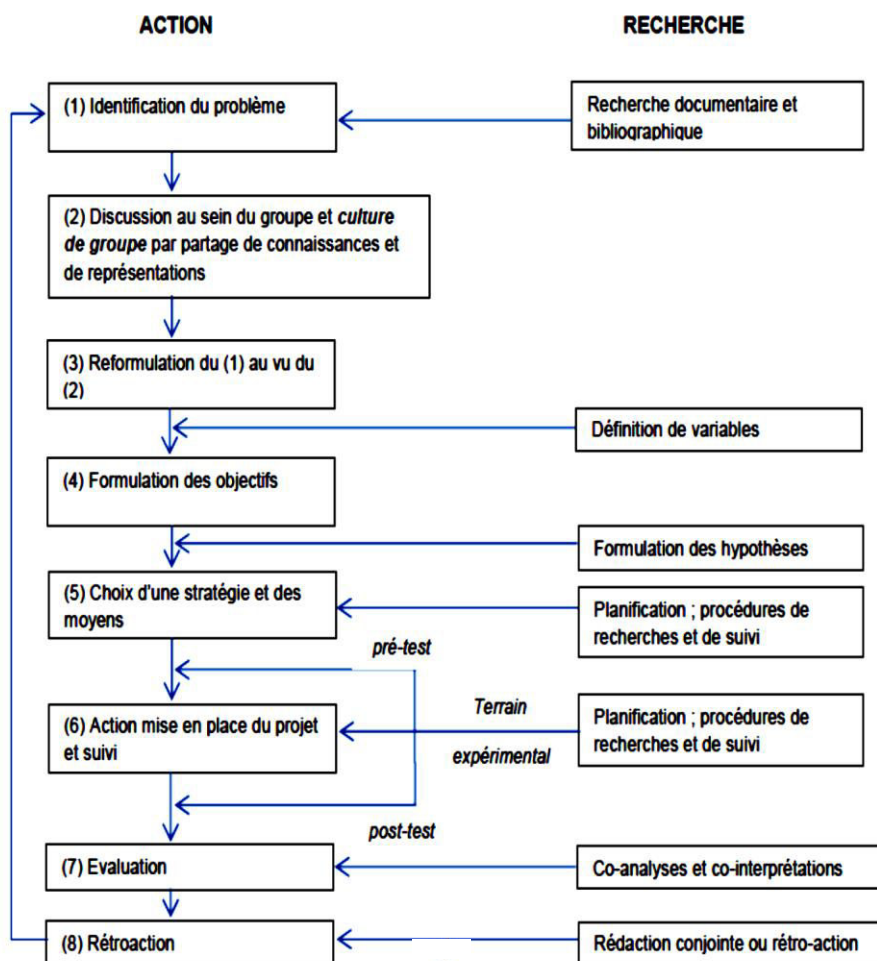 ACTION
RECHERCHE
(1) Identification du problème
Recherche documentaire et
bibliographique
(2) Discussion au sein du groupe et culture
de groupe par partage de connaissances et
de représentations
(3) Reformulation du (1) au vu du
(2)
Définition de variables
(4) Formulation des objectifs
Formulation des hypothèses
(5) Choix d'une stratégie et des
moyens
Planification ; procédures de
recherches et de suivi
pré-test
(6) Action mise en place du projet
et suivi
Terrain
expérimental
Planification ; procédures de
recherches et de suivi
post-test
(7) Evaluation
Co-analyses et co-interprétations
(8) Rétroaction
Rédaction conjointe ou rétro-action